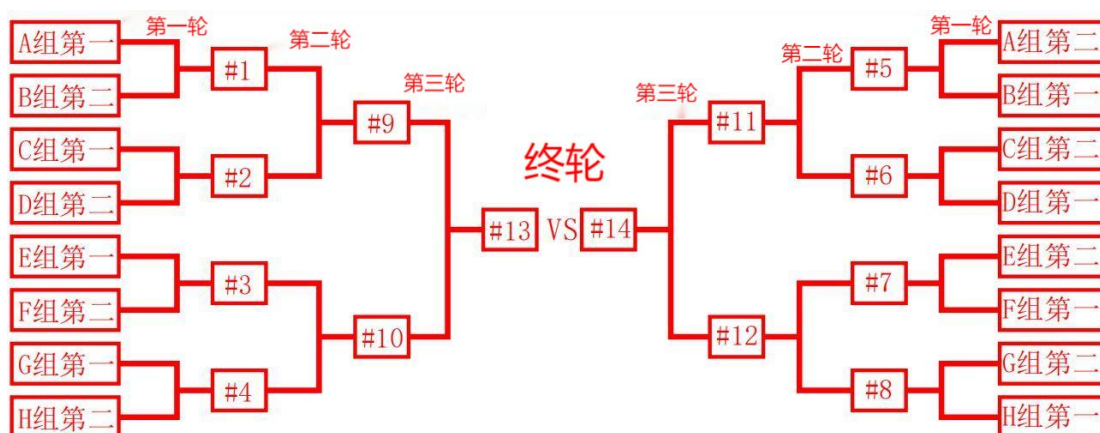 A组第一
第一轮
B组第二
C组第一
D组第二
E组第一
F组第二
G组第一
H组第二
#1
#2
#3
#4
第二轮
#9
#10
第三轮
终轮
#13 VS #14
第三轮
#11
#12
第二轮
#5
#6
#7
#8
第一轮
A组第二
B组第一
C组第二
D组第一
E组第二
F组第一
G组第二
H组第一